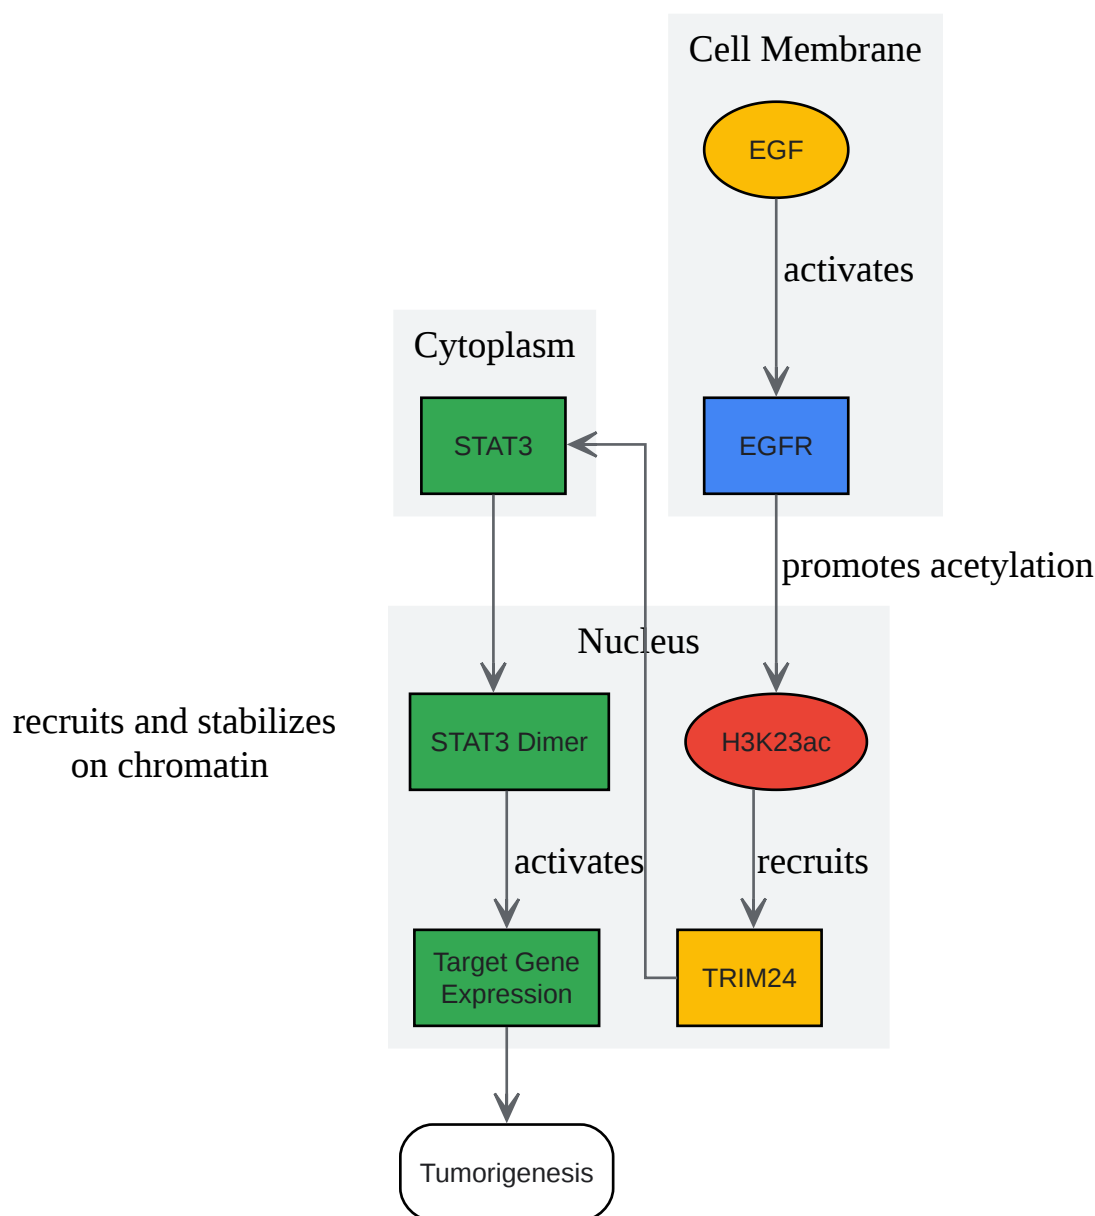 Cell Membrane
EGF
activates
Cytoplasm
STAT3
EGFR
promotes acetylation
Nucleus
recruits and stabilizes
on chromatin
STAT3 Dimer
H3K23ac
activates
recruits
Target Gene
Expression
TRIM24
Tumorigenesis